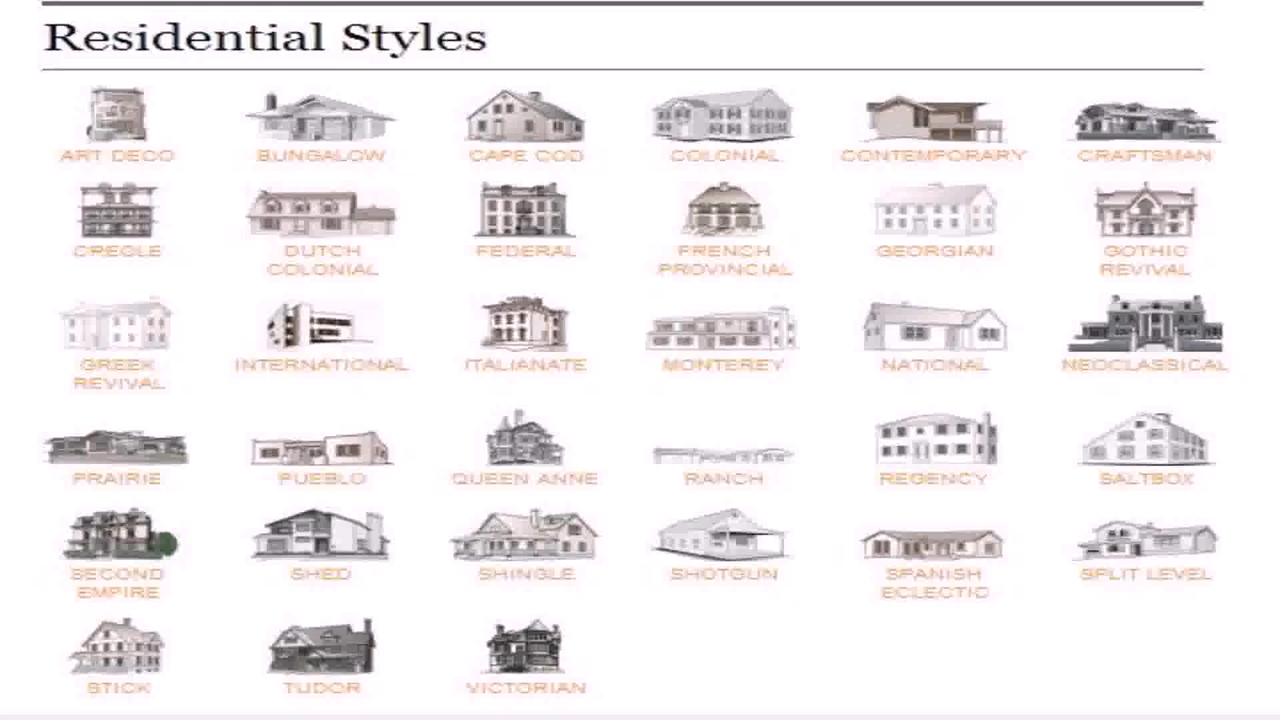 Residential Styles
ART DECO
BUNGALOW
CAPE COD
COLONIAL
CONTEMPORARY
CRAFTSMAN
CREOLE
DUTCH
COLONIAL
FEDERAL
FRENCH
PROVINCIAL
GEORGIAN
GOTHIC
REVIVAL
GREEK
REVIVAL
INTERNATIONAL
ITALIANATE
MONTEREY
NATIONAL
NEOCLASSICAL
PRAIRIE
PUEBLO
QUEEN ANNE
RANCH
REGENCY
SALTBOX
SECOND
EMPIRE
SHED
SHINGLE
SHOTGUN
SPANISH
ECLECTIC
SPLIT LEVEL
STICK
TUDOR
VICTORIAN